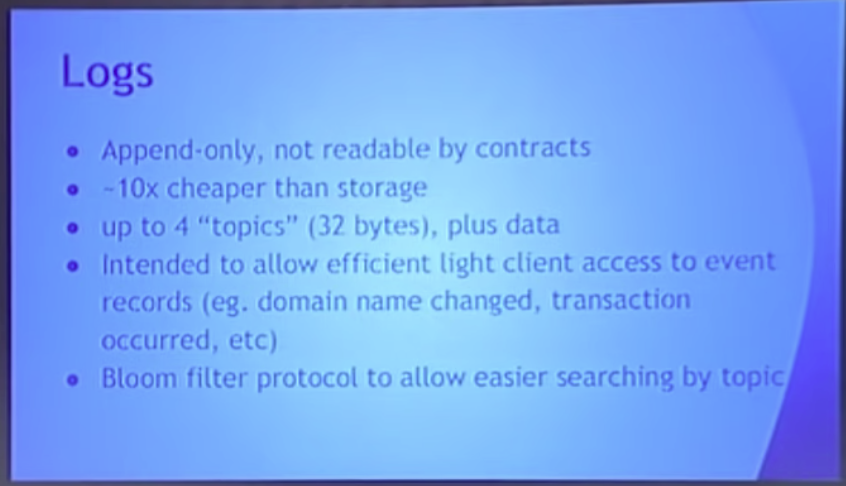 Logs
Append-only, not readable by contracts
~10x cheaper than storage
up to 4 “topics” (32 bytes), plus data
Intended to allow efficient light client access to event
records (eg. domain name changed, transaction
occurred, etc)
Bloom filter protocol to allow easier searching by topic